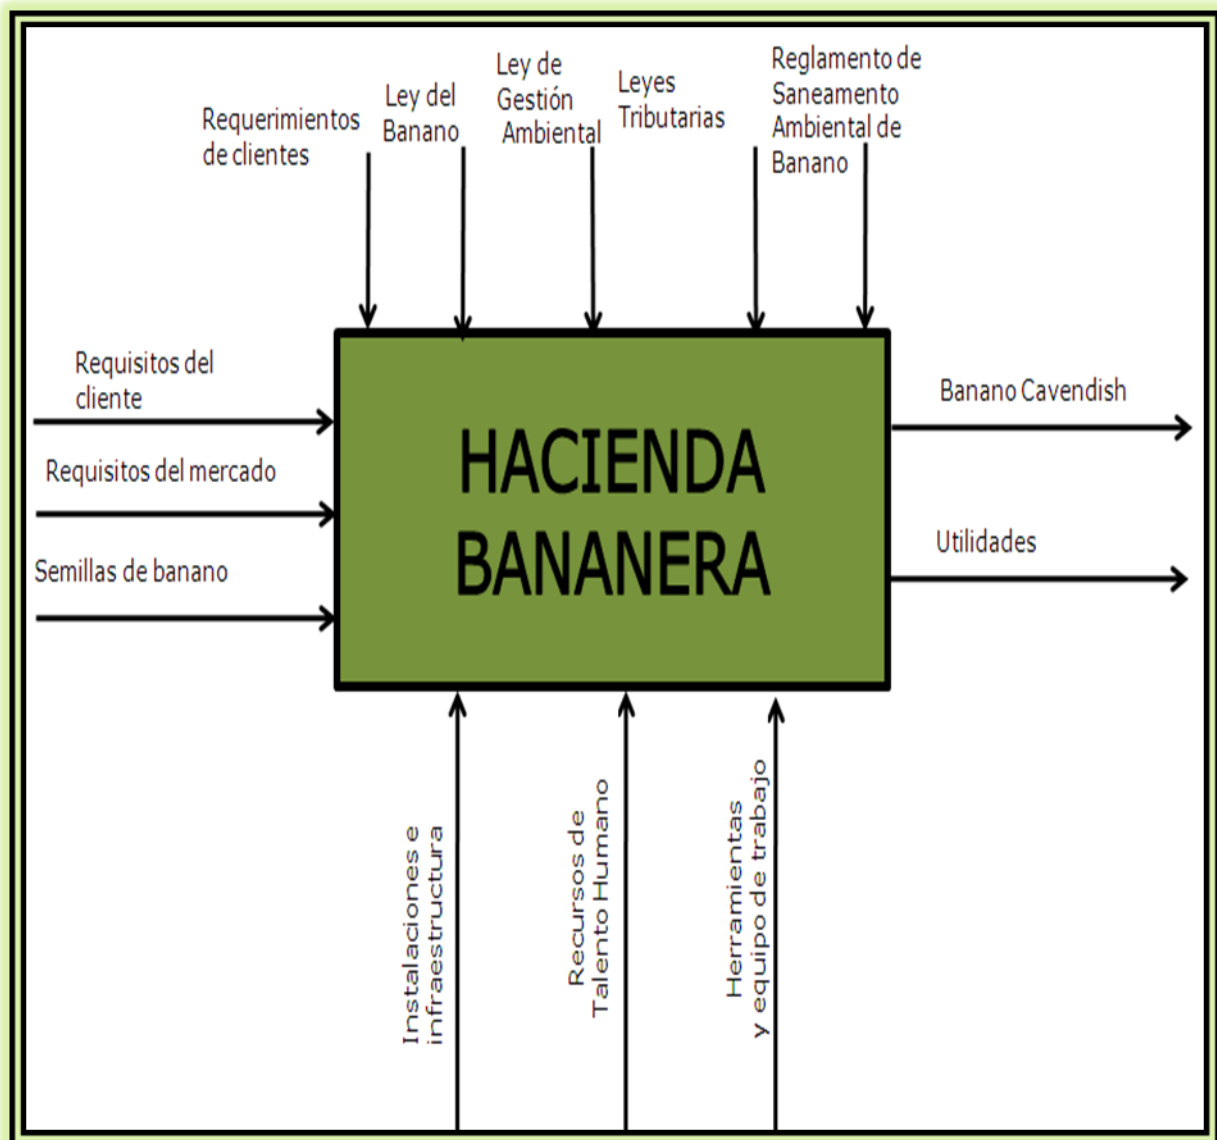 Requerimientos
de clientes
Ley del
Banano
Ley de
Gestión
Ambiental
Leyes
Tributarias
Reglamento de
Saneamento
Ambiental de
Banano
Requisitos del
cliente
Requisitos del mercado
Semillas de banano
HACIENDA
BANANERA
Banano Cavendish
Utilidades
Instalaciones e
infraestructura
Recursos de
Talento Humano
Herramientas
y equipo de trabajo